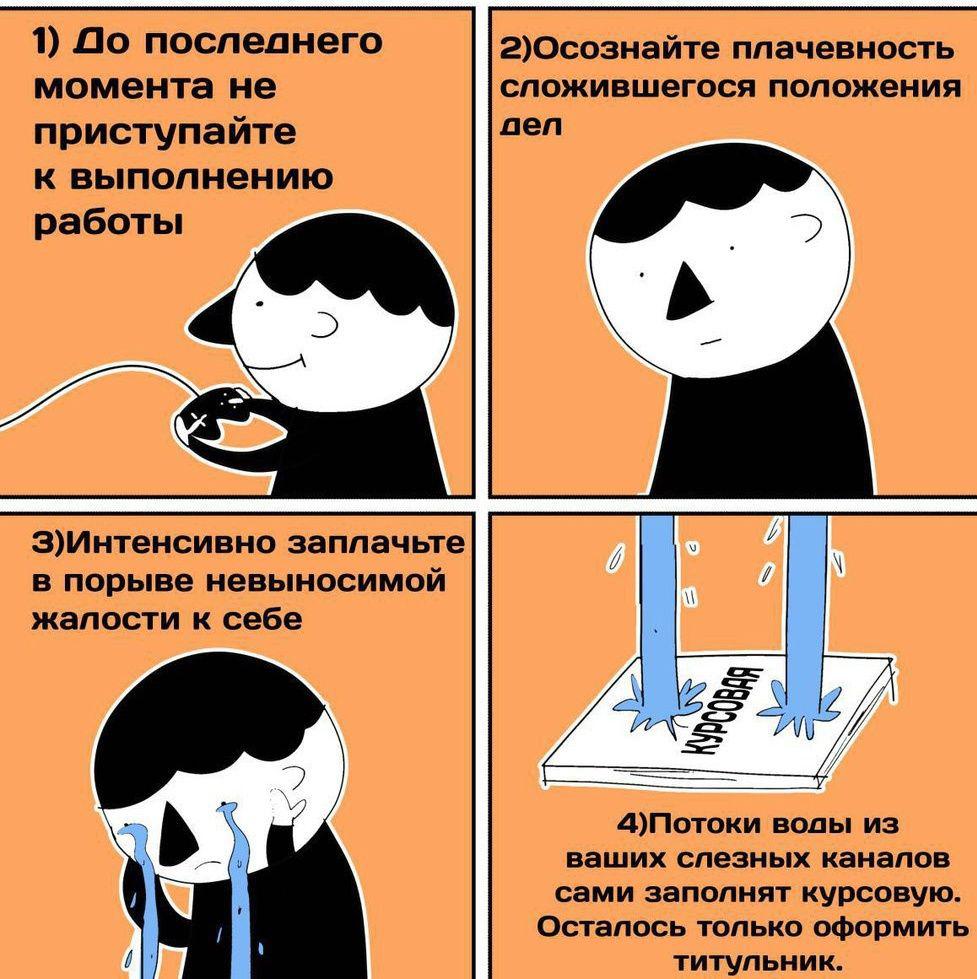 1) До последнего
момента не
приступайте
к выполнению
работы
2)Осознайте плачевность
сложившегося положения
дел
3)Интенсивно заплачьте
в порыве невыносимой
жалости к себе
КУРСОВАЯ
4)Потоки воды из
ваших слезных каналов
сами заполнят курсовую.
Осталось только оформить
титульник.